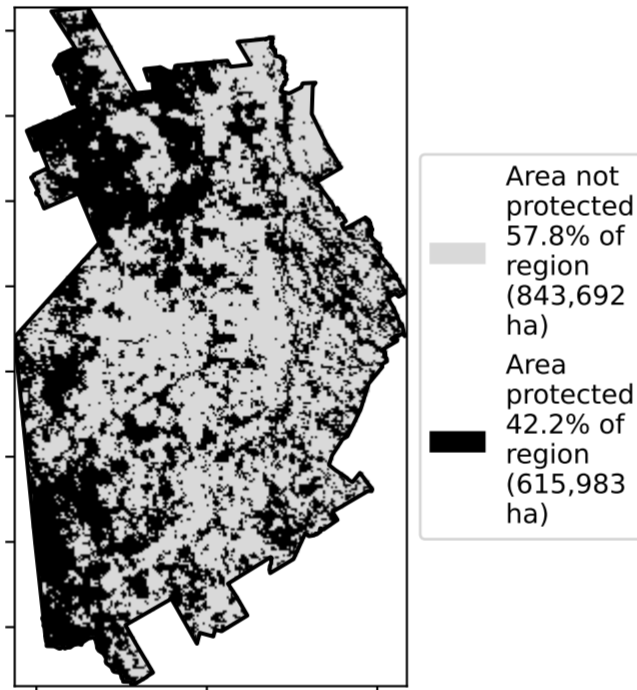 Area not
protected
57.8% of
region
(843,692
ha)
Area
protected
42.2% of
region
(615,983
ha)